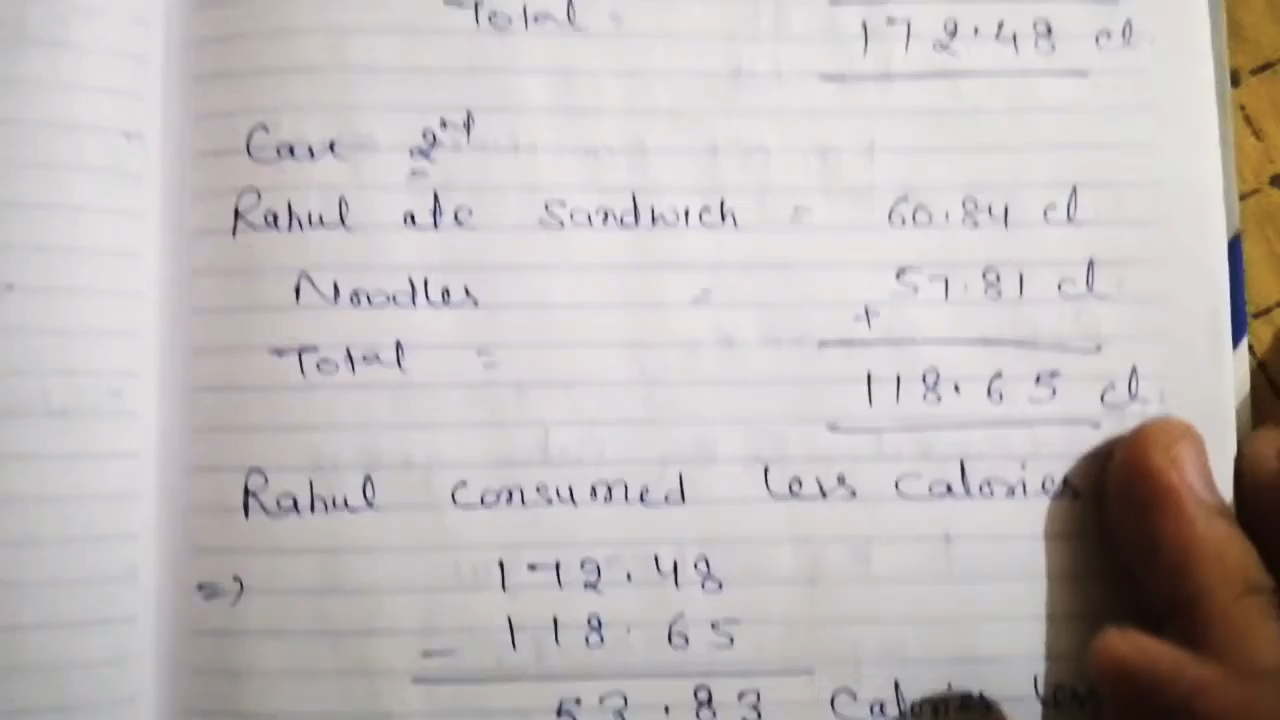 Total :
172.48 cl
Case 2nd
Rahul ate sandwich = 60.84 cl
Noodles = 57.81 cl
+
Total = 118.65 cl
Rahul consumed less calories
=> 172.48
- 118.65
53.83 Calories less